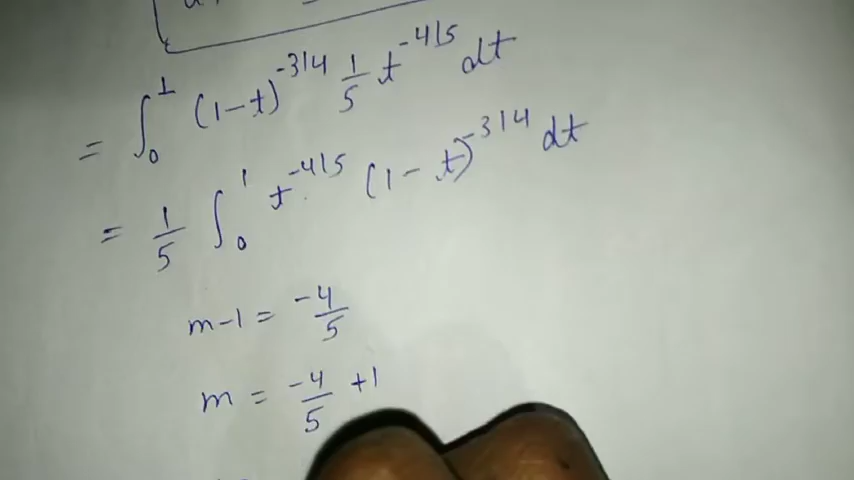 = ∫₀¹ (1-t)^-3/4 1/5 t^-4/5 dt
= 1/5 ∫₀¹ t^-4/5 (1-t)^-3/4 dt
m-1 = -4/5
m = -4/5 +1